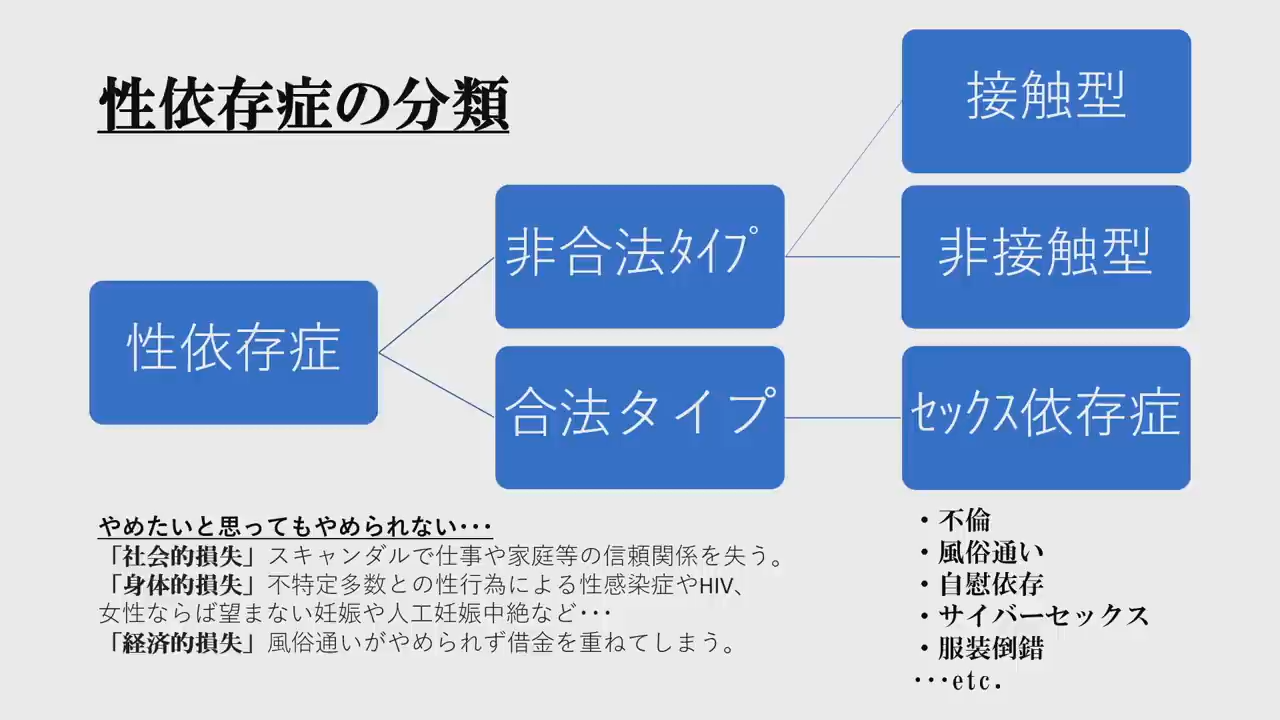 性依存症の分類
接触型
非合法ﾀｲﾌﾟ
非接触型
性依存症
合法タイプ
ｾｯｸｽ依存症
やめたいと思ってもやめられない･･･
「社会的損失」スキャンダルで仕事や家庭等の信頼関係を失う。
「身体的損失」不特定多数との性行為による性感染症やHIV、
女性ならば望まない妊娠や人工妊娠中絶など･･･
「経済的損失」風俗通いがやめられず借金を重ねてしまう。
・不倫
・風俗通い
・自慰依存
・サイバーセックス
・服装倒錯
･･･etc.